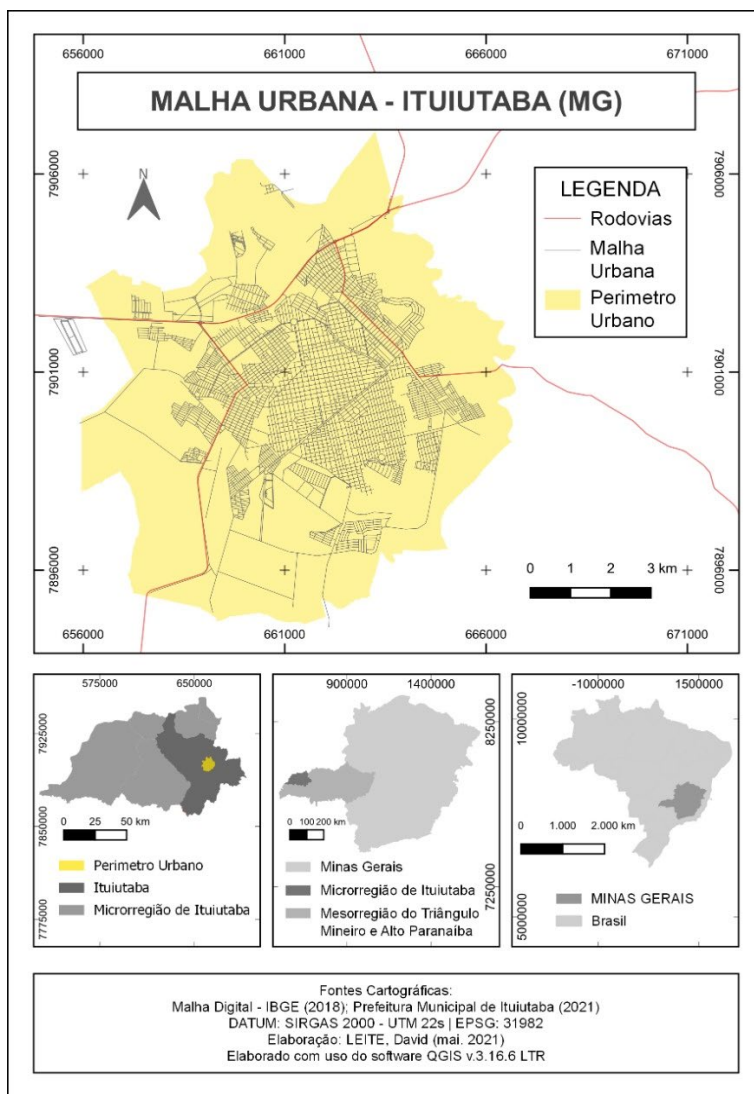 656000 661000 666000 671000
MALHA URBANA - ITUIUTABA (MG)
7906000
7906000
N
LEGENDA
Rodovias
Malha
Urbana
Perimetro
Urbano
7901000
7901000
7896000
7896000
0 1 2 3 km
656000 661000 666000 671000
575000 650000
7925000
7850000
7775000
0 25 50 km
Perimetro Urbano
Ituiutaba
Microrregião de Ituiutaba
900000 1400000
8250000
7250000
0 100 200 km
Minas Gerais
Microrregião de Ituiutaba
Mesorregião do Triângulo
Mineiro e Alto Paranaiba
-1000000 1500000
10000000
5000000
0 1.000 2.000 km
MINAS GERAIS
Brasil
Fontes Cartográficas:
Malha Digital - IBGE (2018); Prefeitura Municipal de Ituiutaba (2021)
DATUM: SIRGAS 2000 - UTM 22s | EPSG: 31982
Elaboração: LEITE, David (mai. 2021)
Elaborado com uso do software QGIS v.3.16.6 LTR